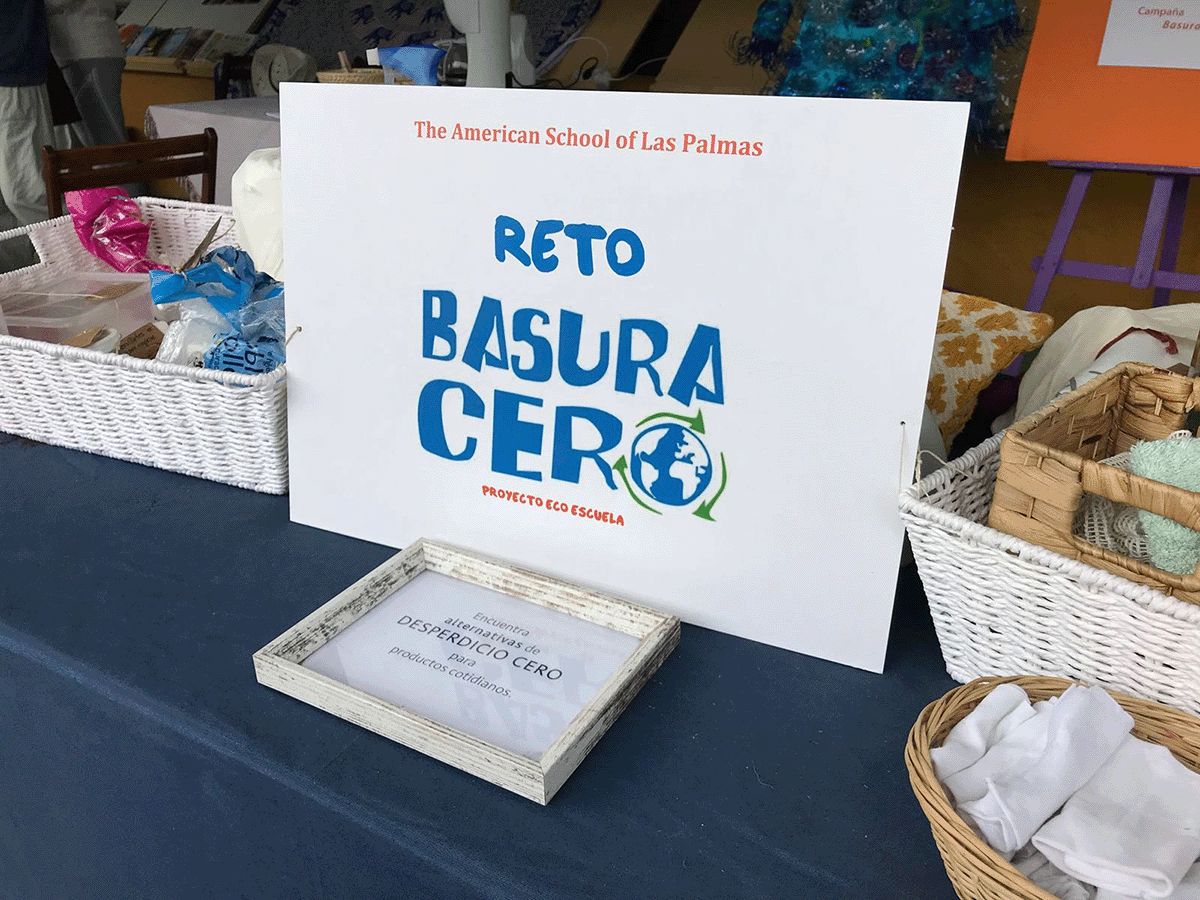 Campaña
Basura
The American School of Las Palmas
RETO
BASURA
CERO
PROYECTO ECO ESCUELA
Encuentra
alternativas de
DESPERDICIO CERO
para
productos cotidianos.